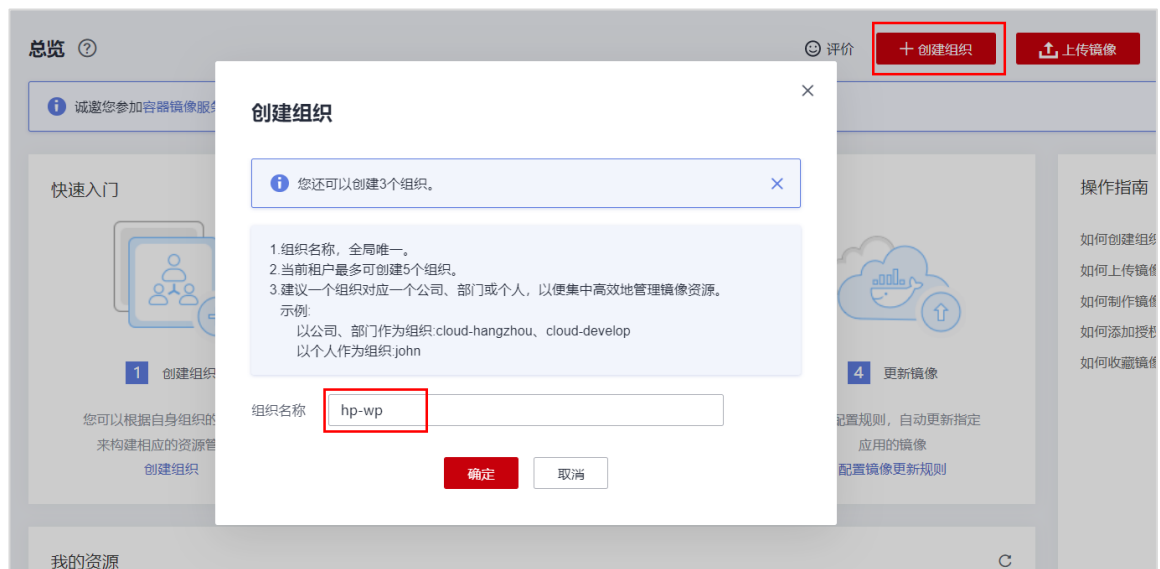 总览
评价
创建组织
上传镜像
诚邀您参加容器镜像服务
创建组织
您还可以创建3个组织。
1.组织名称，全局唯一。
2.当前租户最多可创建5个组织。
3.建议一个组织对应一个公司、部门或个人，以便集中高效地管理镜像资源。
示例:
以公司、部门作为组织:cloud-hangzhou、cloud-develop
以个人作为组织:john
组织名称
hp-wp
确定
取消
快速入门
1
创建组织
您可以根据自身组织的
来构建相应的资源管
创建组织
4
更新镜像
配置规则，自动更新指定
应用的镜像
配置镜像更新规则
操作指南
如何创建组织
如何上传镜像
如何制作镜像
如何添加授权
如何收藏镜像
我的资源